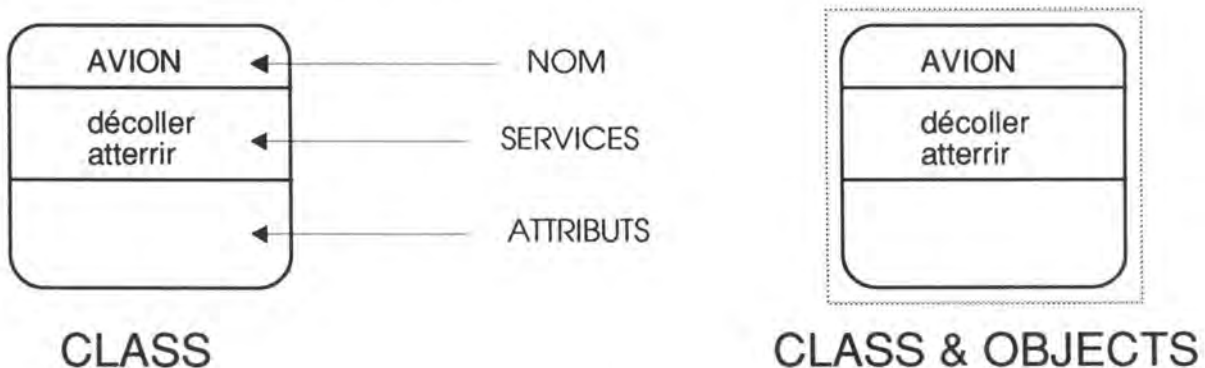 AVION
NOM
AVION
décoller
atterrir
SERVICES
décoller
atterrir
ATTRIBUTS
CLASS
CLASS & OBJECTS